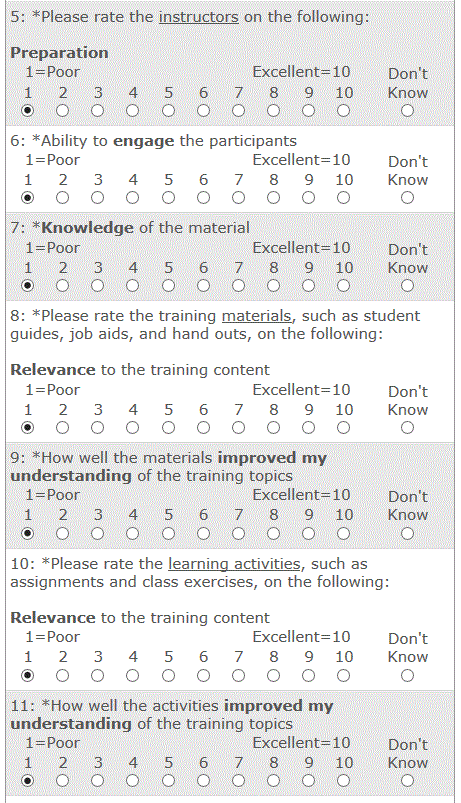 5: *Please rate the instructors on the following:
Preparation
1=Poor Excellent=10 Don't
1 2 3 4 5 6 7 8 9 10 Know
6: *Ability to engage the participants
1=Poor Excellent=10 Don't
1 2 3 4 5 6 7 8 9 10 Know
7: *Knowledge of the material
1=Poor Excellent=10 Don't
1 2 3 4 5 6 7 8 9 10 Know
8: *Please rate the training materials, such as student
guides, job aids, and hand outs, on the following:
Relevance to the training content
1=Poor Excellent=10 Don't
1 2 3 4 5 6 7 8 9 10 Know
9: *How well the materials improved my
understanding of the training topics
1=Poor Excellent=10 Don't
1 2 3 4 5 6 7 8 9 10 Know
10: *Please rate the learning activities, such as
assignments and class exercises, on the following:
Relevance to the training content
1=Poor Excellent=10 Don't
1 2 3 4 5 6 7 8 9 10 Know
11: *How well the activities improved my
understanding of the training topics
1=Poor Excellent=10 Don't
1 2 3 4 5 6 7 8 9 10 Know